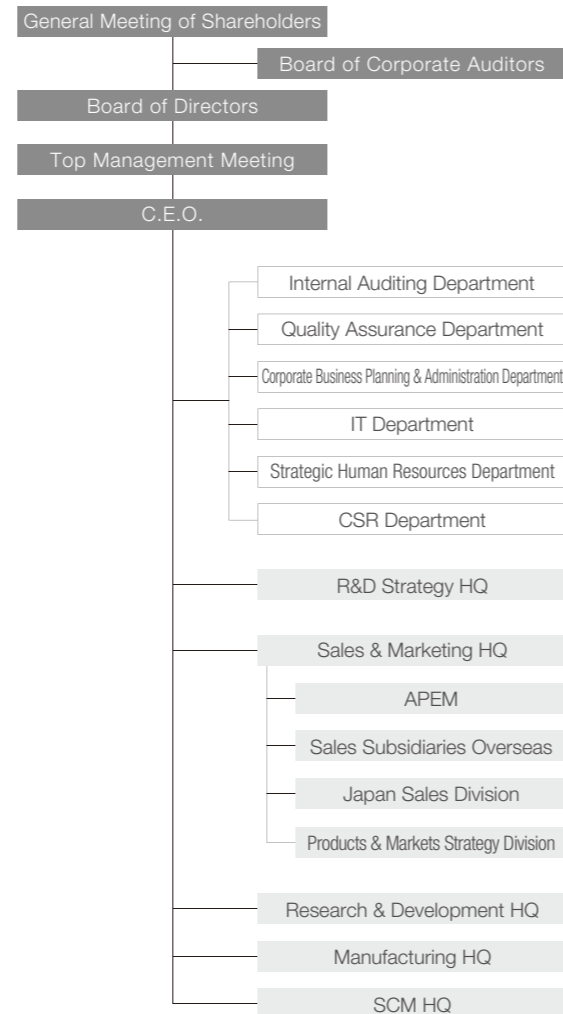 General Meeting of Shareholders
Board of Corporate Auditors
Board of Directors
Top Management Meeting
C.E.O.
Internal Auditing Department
Quality Assurance Department
Corporate Business Planning & Administration Department
IT Department
Strategic Human Resources Department
CSR Department
R&D Strategy HQ
Sales & Marketing HQ
APEM
Sales Subsidiaries Overseas
Japan Sales Division
Products & Markets Strategy Division
Research & Development HQ
Manufacturing HQ
SCM HQ